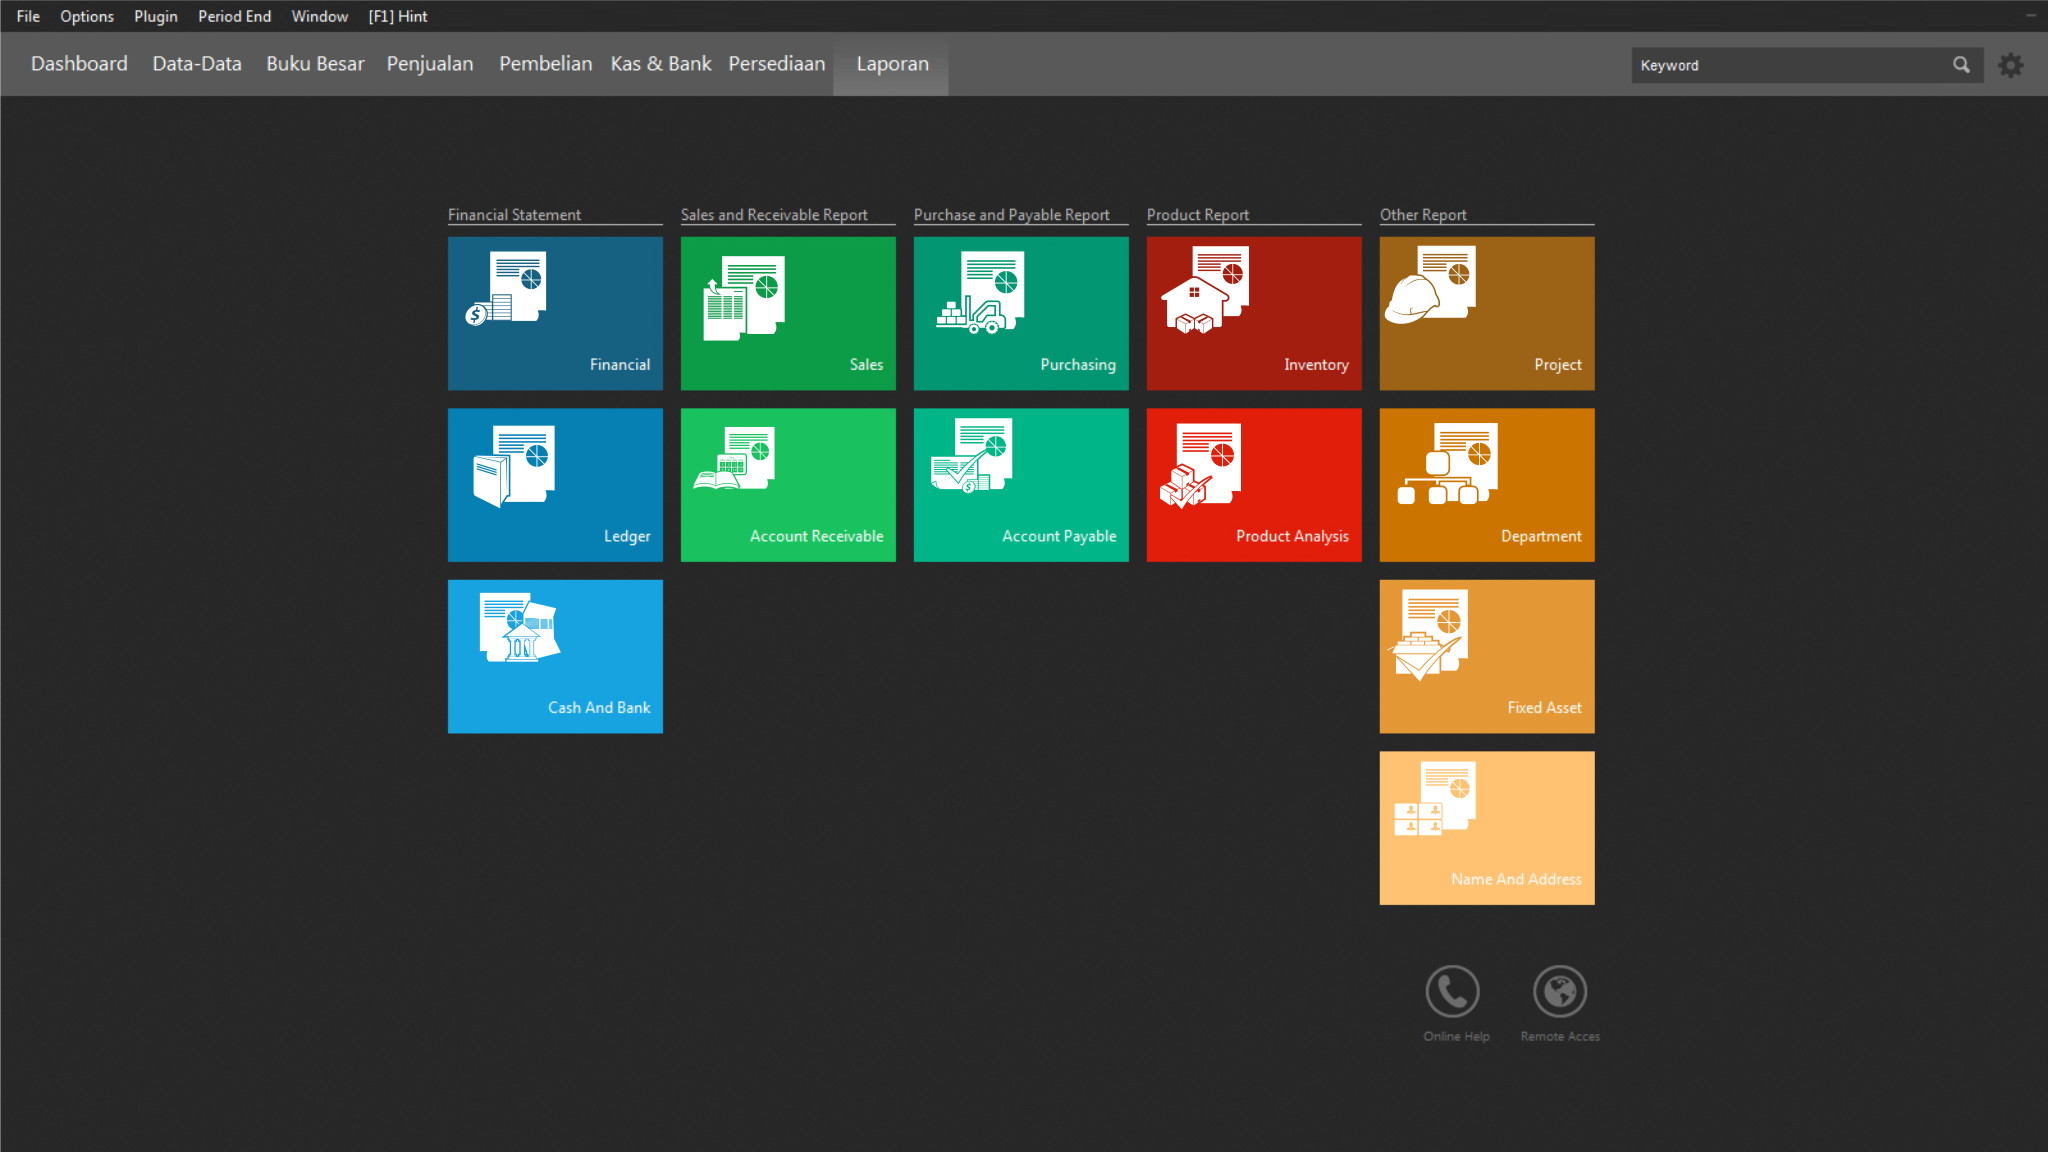 File Options Plugin Period End Window [F1] Hint
Dashboard Data-Data Buku Besar Penjualan Pembelian Kas & Bank Persediaan Laporan Keyword
Financial Statement Sales and Receivable Report Purchase and Payable Report Product Report Other Report
Financial Sales Purchasing Inventory Project
Ledger Account Receivable Account Payable Product Analysis Department
Cash And Bank Fixed Asset
Name And Address
Online Help Remote Acces